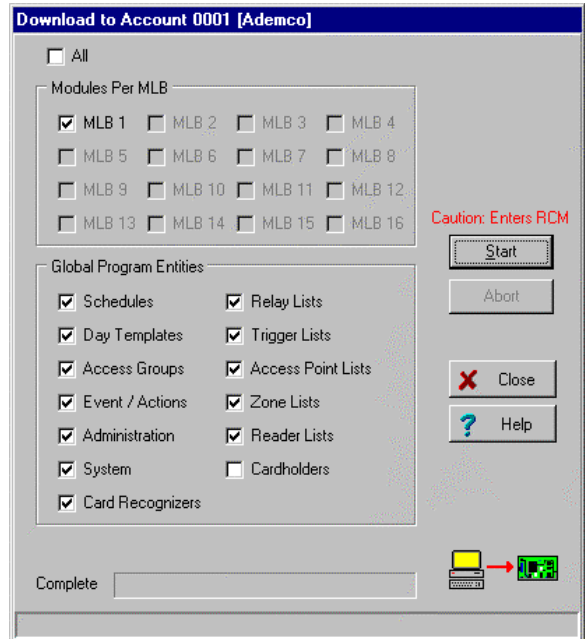 Download to Account 0001 [Ademco]
All
Modules Per MLB
MLB 1 MLB 2 MLB 3 MLB 4
MLB 5 MLB 6 MLB 7 MLB 8
MLB 9 MLB 10 MLB 11 MLB 12
MLB 13 MLB 14 MLB 15 MLB 16
Caution: Enters RCM
Start
Abort
Close
Help
Global Program Entities
Schedules Relay Lists
Day Templates Trigger Lists
Access Groups Access Point Lists
Event / Actions Zone Lists
Administration Reader Lists
System Cardholders
Card Recognizers
Complete